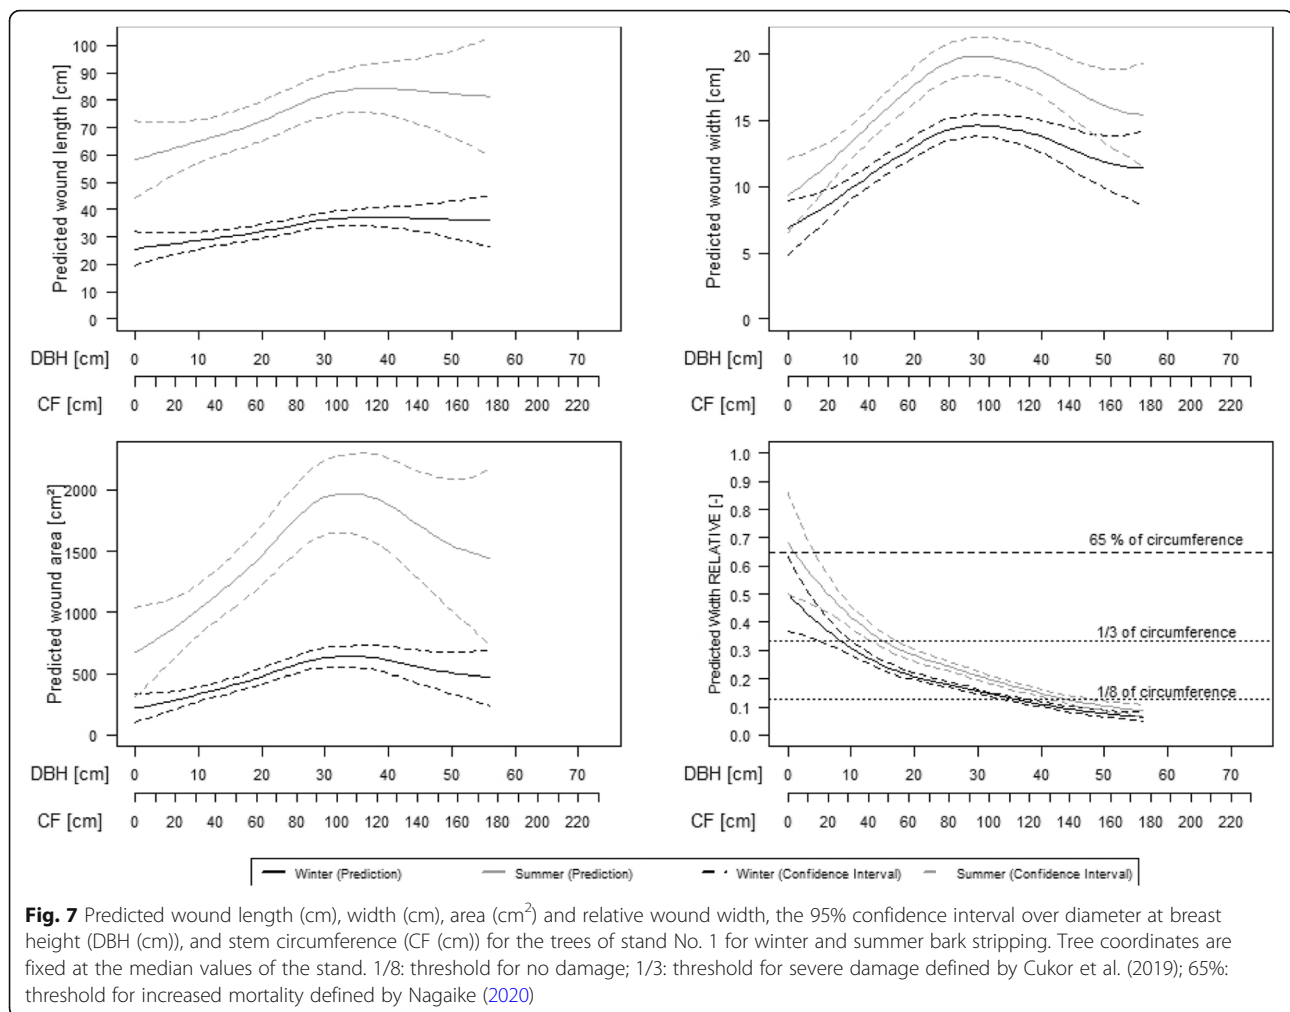 Predicted wound length [cm]
100
90
80
70
60
50
40
30
20
10
0
DBH [cm] 0 10 20 30 40 50 60 70
CF [cm] 0 20 40 60 80 100 120 140 160 180 200 220
Predicted wound width [cm]
20
15
10
5
0
DBH [cm] 0 10 20 30 40 50 60 70
CF [cm] 0 20 40 60 80 100 120 140 160 180 200 220
Predicted wound area [cm²]
2000
1500
1000
500
0
DBH [cm] 0 10 20 30 40 50 60 70
CF [cm] 0 20 40 60 80 100 120 140 160 180 200 220
Predicted Width RELATIVE [-]
1.0
0.9
0.8
0.7
0.6
0.5
0.4
0.3
0.2
0.1
0.0
65 % of circumference
1/3 of circumference
1/8 of circumference
DBH [cm] 0 10 20 30 40 50 60 70
CF [cm] 0 20 40 60 80 100 120 140 160 180 200 220
Winter (Prediction) Summer (Prediction) Winter (Confidence Interval) Summer (Confidence Interval)
Fig. 7 Predicted wound length (cm), width (cm), area (cm²) and relative wound width, the 95% confidence interval over diameter at breast
height (DBH (cm)), and stem circumference (CF (cm)) for the trees of stand No. 1 for winter and summer bark stripping. Tree coordinates are
fixed at the median values of the stand. 1/8: threshold for no damage; 1/3: threshold for severe damage defined by Cukor et al. (2019); 65%:
threshold for increased mortality defined by Nagaike (2020)